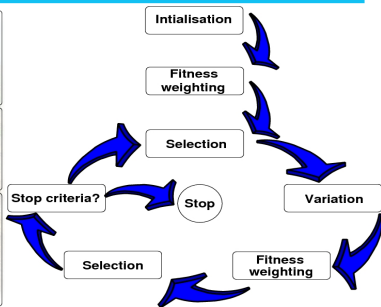 Intialisation
Fitness
weighting
Selection
Stop criteria?
Stop
Variation
Selection
Fitness
weighting